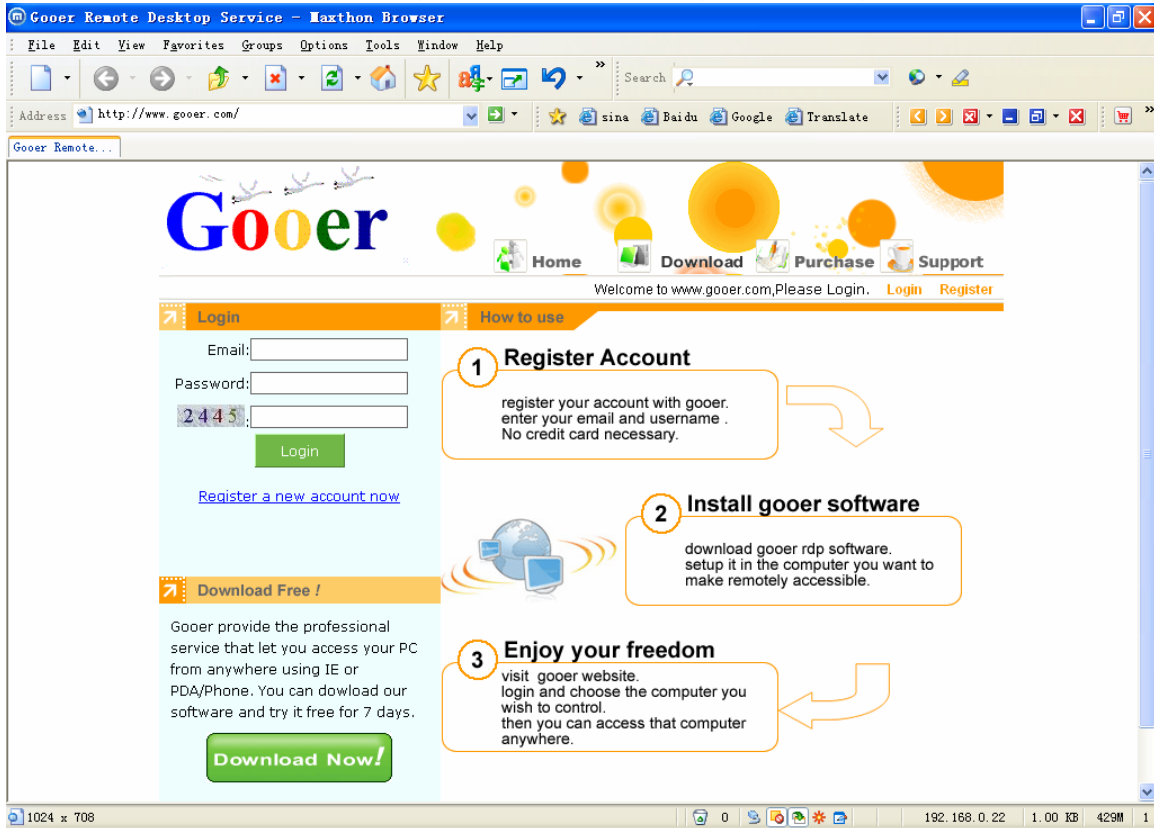 Gooer Remote Desktop Service - Maxthon Browser
File Edit View Favorites Groups Options Tools Window Help
» Search
Address http://www.gooer.com/ sina Baidu Google Translate »
Gooer Remote...
Gooer
Home Download Purchase Support
Welcome to www.gooer.com,Please Login. Login Register
Login
Email:
Password:
2445 :
Login
Register a new account now
Download Free !
Gooer provide the professional
service that let you access your PC
from anywhere using IE or
PDA/Phone. You can dowload our
software and try it free for 7 days.
Download Now!
How to use
1 Register Account
register your account with gooer.
enter your email and username .
No credit card necessary.
2 Install gooer software
download gooer rdp software.
setup it in the computer you want to
make remotely accessible.
3 Enjoy your freedom
visit gooer website.
login and choose the computer you
wish to control.
then you can access that computer
anywhere.
1024 x 708 0 192.168.0.22 1.00 KB 429M 1